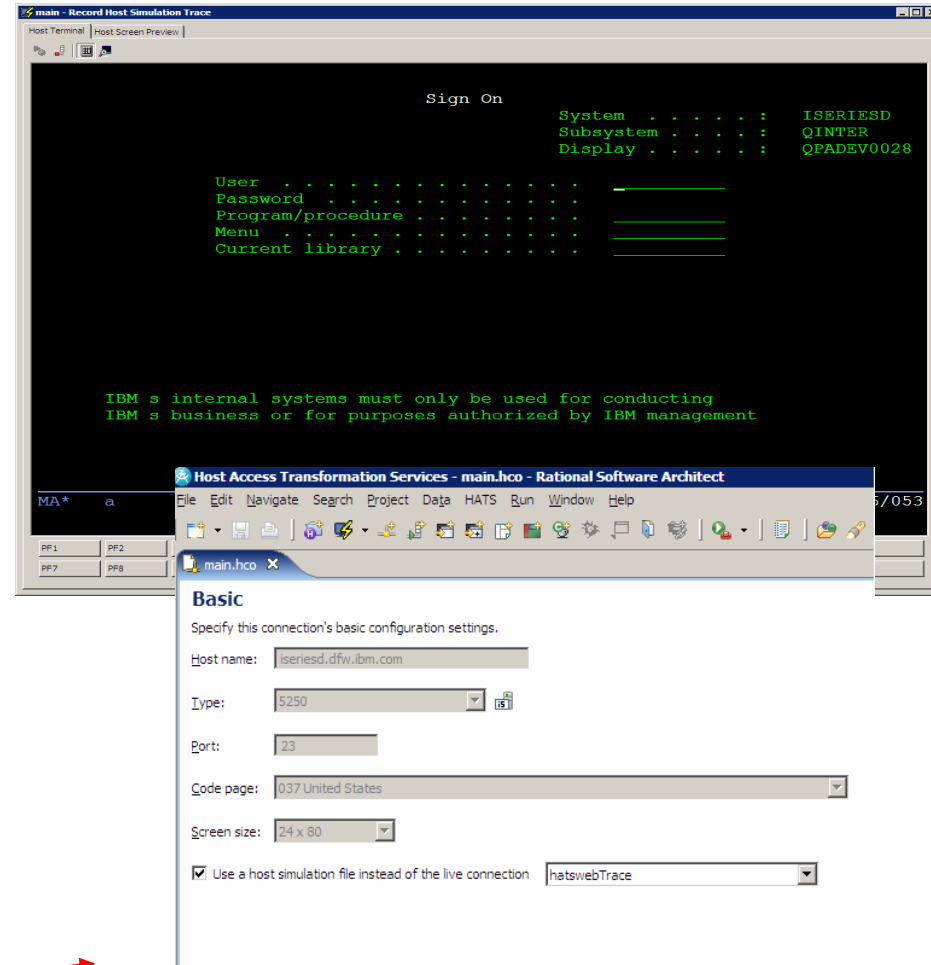 main - Record Host Simulation Trace
Host Terminal Host Screen Preview
Sign On
System . . . . . : ISERIESD
Subsystem . . . . : QINTER
Display . . . . . : QPADEV0028
User . . . . . . . . . . . . . .
Password . . . . . . . . . . . .
Program/procedure . . . . . . . .
Menu . . . . . . . . . . . . . .
Current library . . . . . . . . .
IBM s internal systems must only be used for conducting
IBM s business or for purposes authorized by IBM management
MA* a /053
PF1 PF2
PF7 PF8
Host Access Transformation Services - main.hco - Rational Software Architect
File Edit Navigate Search Project Data HATS Run Window Help
main.hco
Basic
Specify this connection's basic configuration settings.
Host name: iseriesd.dfw.ibm.com
Type: 5250
Port: 23
Code page: 037 United States
Screen size: 24 x 80
Use a host simulation file instead of the live connection hatswebTrace